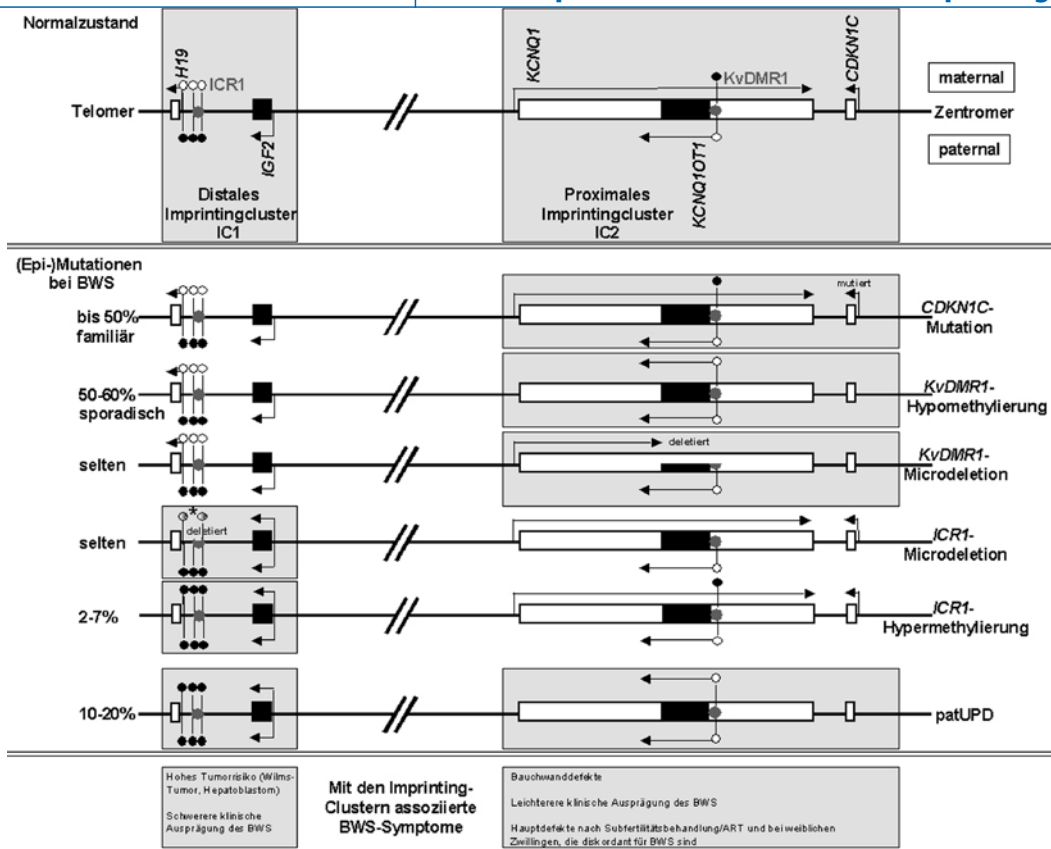 Normalzustand
H19
ICR1
KCNQ1
KvDMR1
CDKN1C
maternal
Telomer
Zentromer
IGF2
KCNQ1OT1
paternal
Distales
Imprintingcluster
IC1
Proximales
Imprintingcluster
IC2
(Epi-)Mutationen
bei BWS
bis 50%
familiär
mutiert
CDKN1C-
Mutation
50-60%
sporadisch
KvDMR1-
Hypomethylierung
selten
deletiert
KvDMR1-
Microdeletion
selten
*
deletiert
ICR1-
Microdeletion
2-7%
ICR1-
Hypermethylierung
10-20%
patUPD
Hohes Tumorrisiko (Wilms-
Tumor, Hepatoblastom)
Schwerere klinische
Ausprägung des BWS
Mit den Imprinting-
Clustern assoziierte
BWS-Symptome
Bauchwanddefekte
Leichterere klinische Ausprägung des BWS
Hauptdefekte nach Subfertilitätsbehandlung/ART und bei weiblichen
Zwillingen, die diskordant für BWS sind